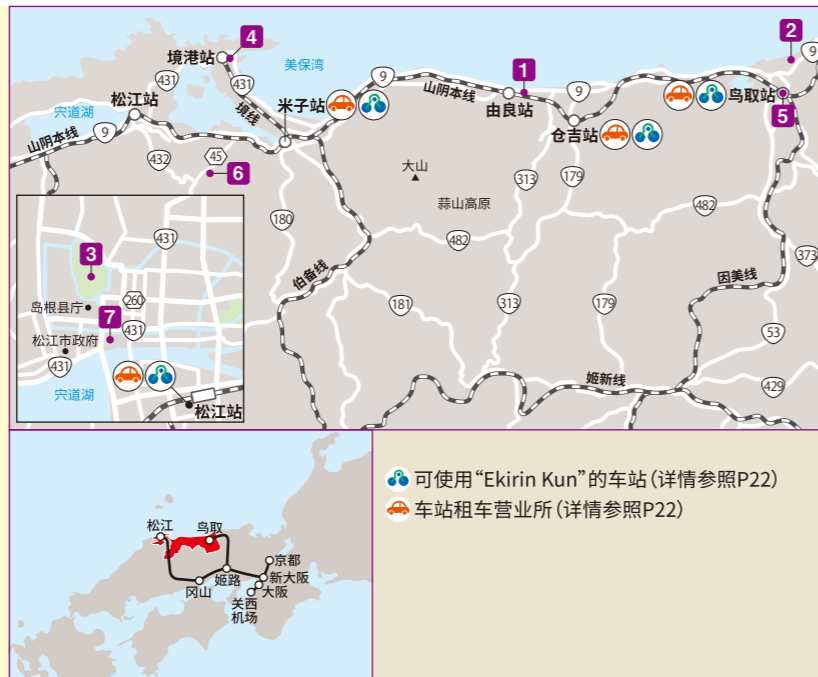 境港站
4
2
431
431
美保湾
9
9
山阴本线
1
宍道湖
松江站
境线
米子站
由良站
9
鸟取站
5
山阴本线
9
仓吉站
432
45
6
大山
313
179
蒜山高原
180
482
482
373
伯备线
因美线
181
313
179
53
姬新线
429
431
3
岛根县厅
260
7
431
松江市政府
431
宍道湖
松江站
可使用“Ekirin Kun”的车站(详情参照P22)
车站租车营业所(详情参照P22)
松江
鸟取
京都
姬路
新大阪
冈山
大阪
关西
机场